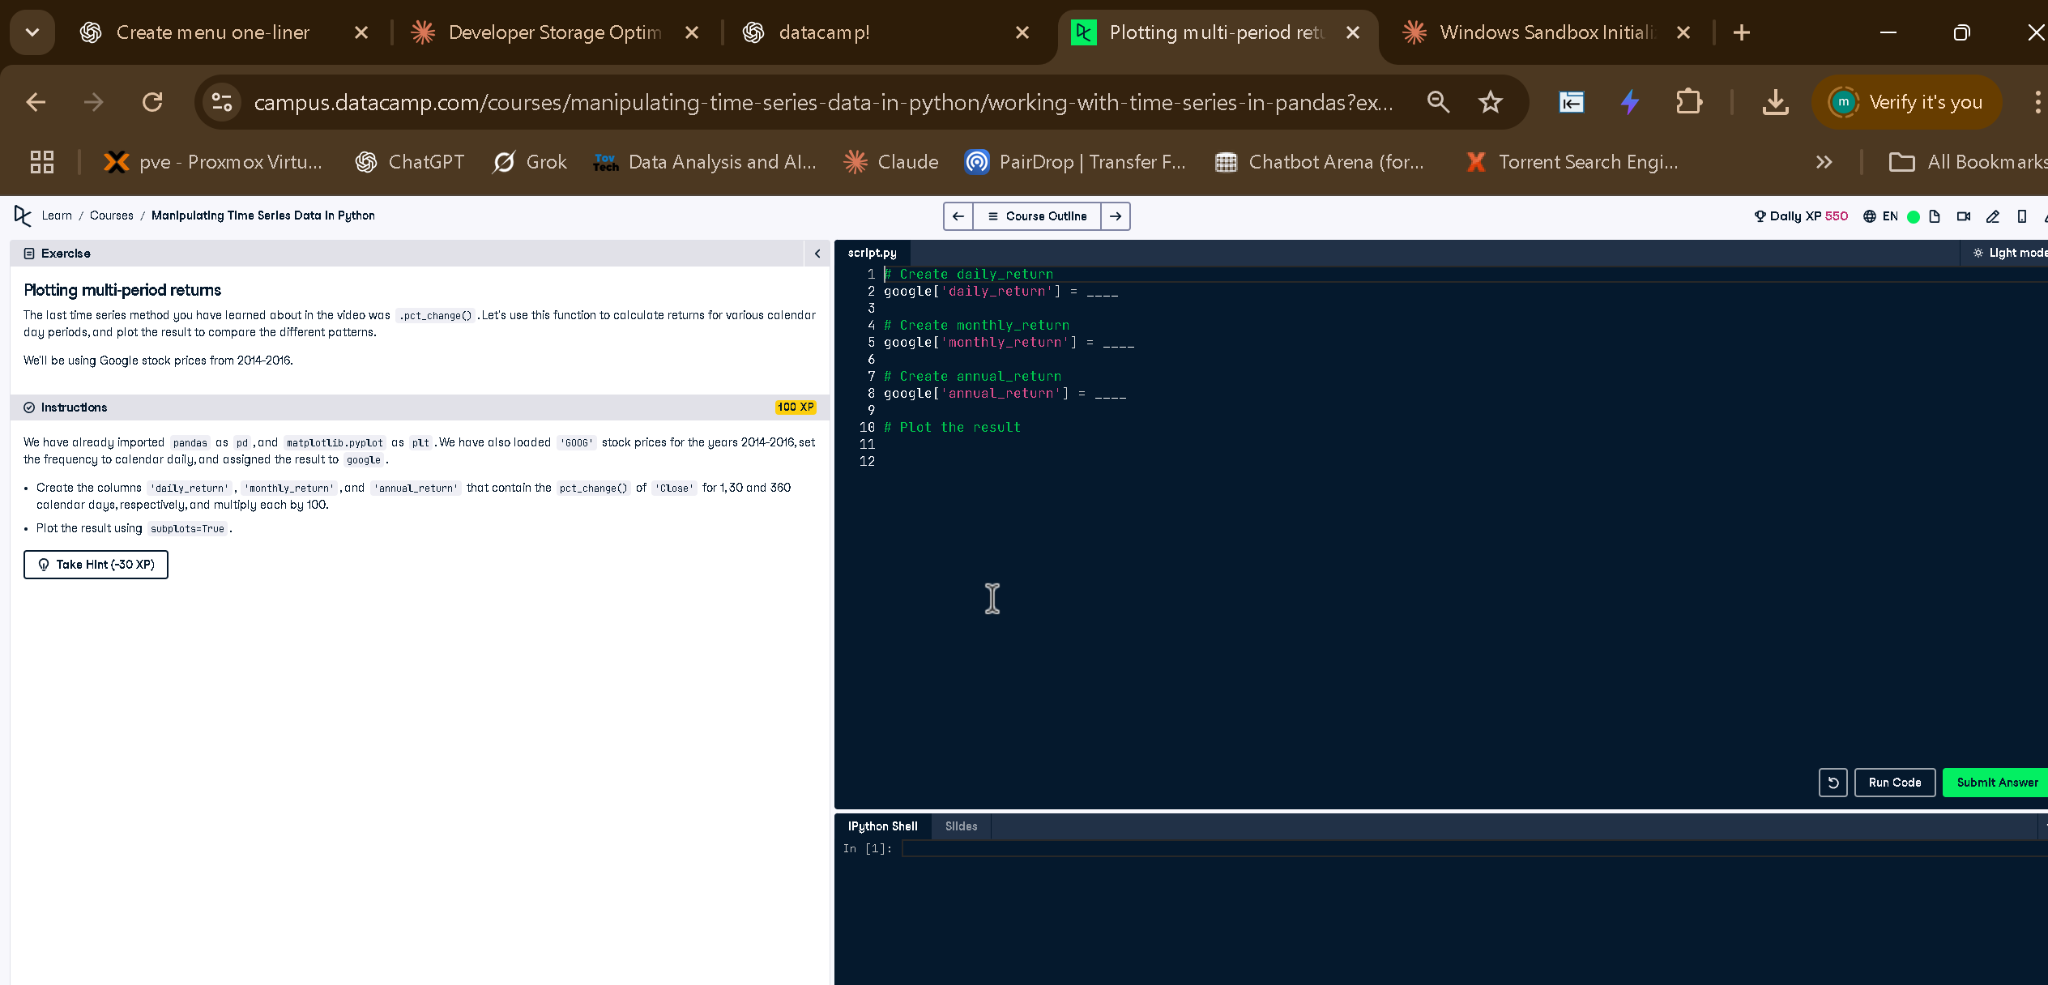 Create menu one-liner
Developer Storage Optim
datacamp!
Plotting multi-period retu
Windows Sandbox Initiali
campus.datacamp.com/courses/manipulating-time-series-data-in-python/working-with-time-series-in-pandas?ex...
m Verify it's you
pve - Proxmox Virtu...
ChatGPT
Grok
Tov Tech Data Analysis and AI...
Claude
PairDrop | Transfer F...
Chatbot Arena (for...
Torrent Search Engi...
» All Bookmarks
Learn / Courses / Manipulating Time Series Data in Python
Course Outline
Daily XP 550
EN
Exercise
Plotting multi-period returns
The last time series method you have learned about in the video was .pct_change() . Let's use this function to calculate returns for various calendar
day periods, and plot the result to compare the different patterns.
We'll be using Google stock prices from 2014-2016.
Instructions 100 XP
We have already imported pandas as pd , and matplotlib.pyplot as plt . We have also loaded 'GOOG' stock prices for the years 2014-2016, set
the frequency to calendar daily, and assigned the result to google .
• Create the columns 'daily_return' , 'monthly_return' , and 'annual_return' that contain the pct_change() of 'Close' for 1, 30 and 360
calendar days, respectively, and multiply each by 100.
• Plot the result using subplots=True .
Take Hint (-30 XP)
script.py
Light mode
1 # Create daily_return
2 google['daily_return'] = ____
3
4 # Create monthly_return
5 google['monthly_return'] = ____
6
7 # Create annual_return
8 google['annual_return'] = ____
9
10 # Plot the result
11
12
Run Code
Submit Answer
IPython Shell
Slides
In [1]: